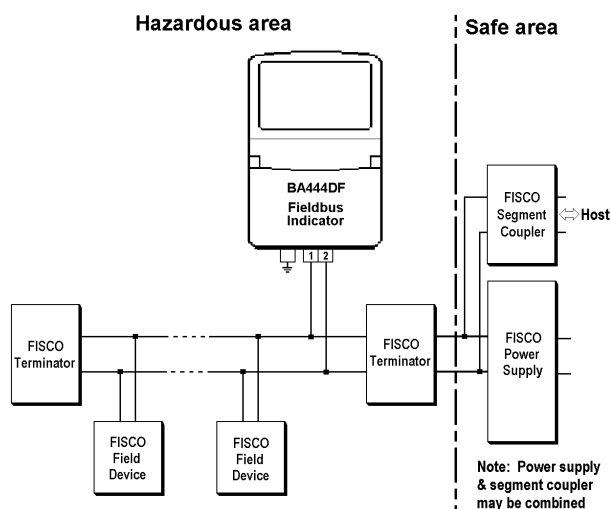 Hazardous area
Safe area
BA444DF
Fieldbus
Indicator
1 2
FISCO
Segment
Coupler
Host
FISCO
Terminator
FISCO
Terminator
FISCO
Power
Supply
FISCO
Field
Device
FISCO
Field
Device
Note: Power supply
& segment coupler
may be combined